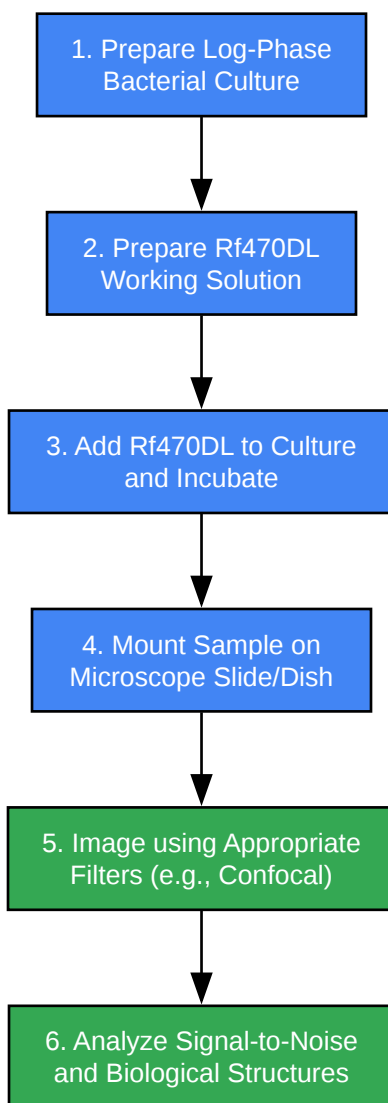 1. Prepare Log-Phase
Bacterial Culture
2. Prepare Rf470DL
Working Solution
3. Add Rf470DL to Culture
and Incubate
4. Mount Sample on
Microscope Slide/Dish
5. Image using Appropriate
Filters (e.g., Confocal)
6. Analyze Signal-to-Noise
and Biological Structures